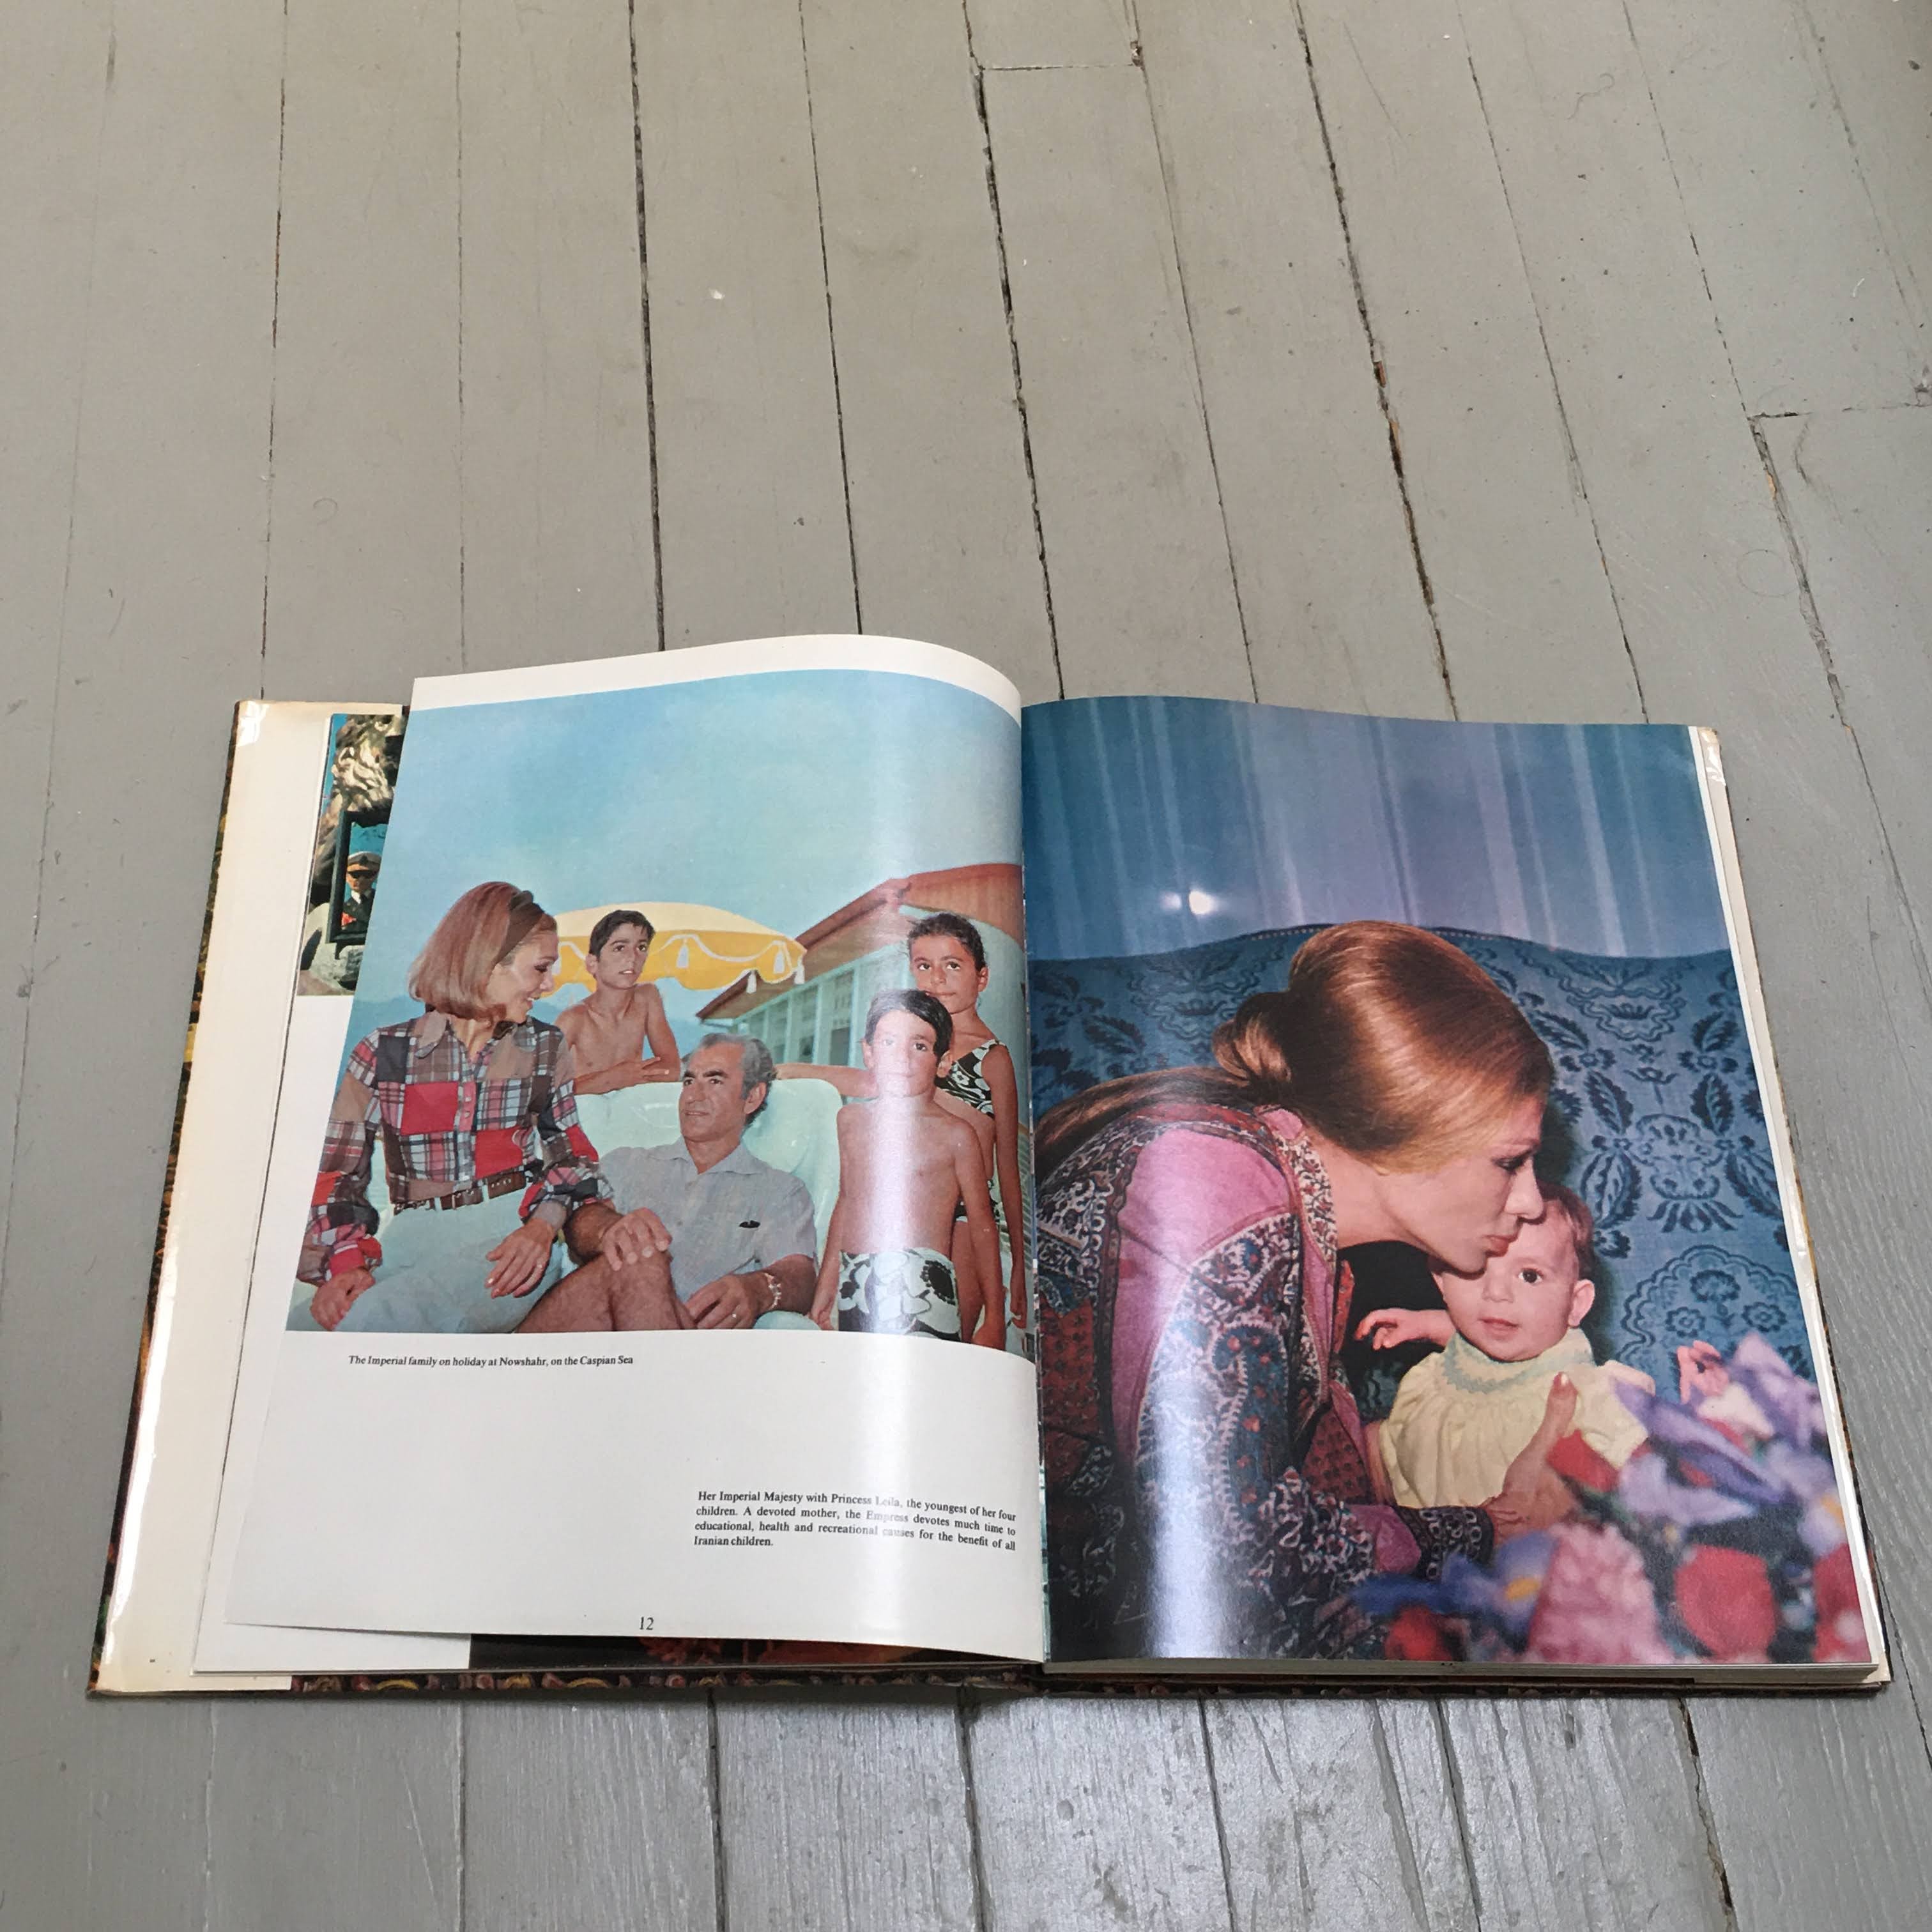 The Imperial family on holiday at Nowshahr, on the Caspian Sea
Her Imperial Majesty with Princess Leila, the youngest of her four
children. A devoted mother, the Empress devotes much time to
educational, health and recreational causes for the benefit of all
Iranian children.
12